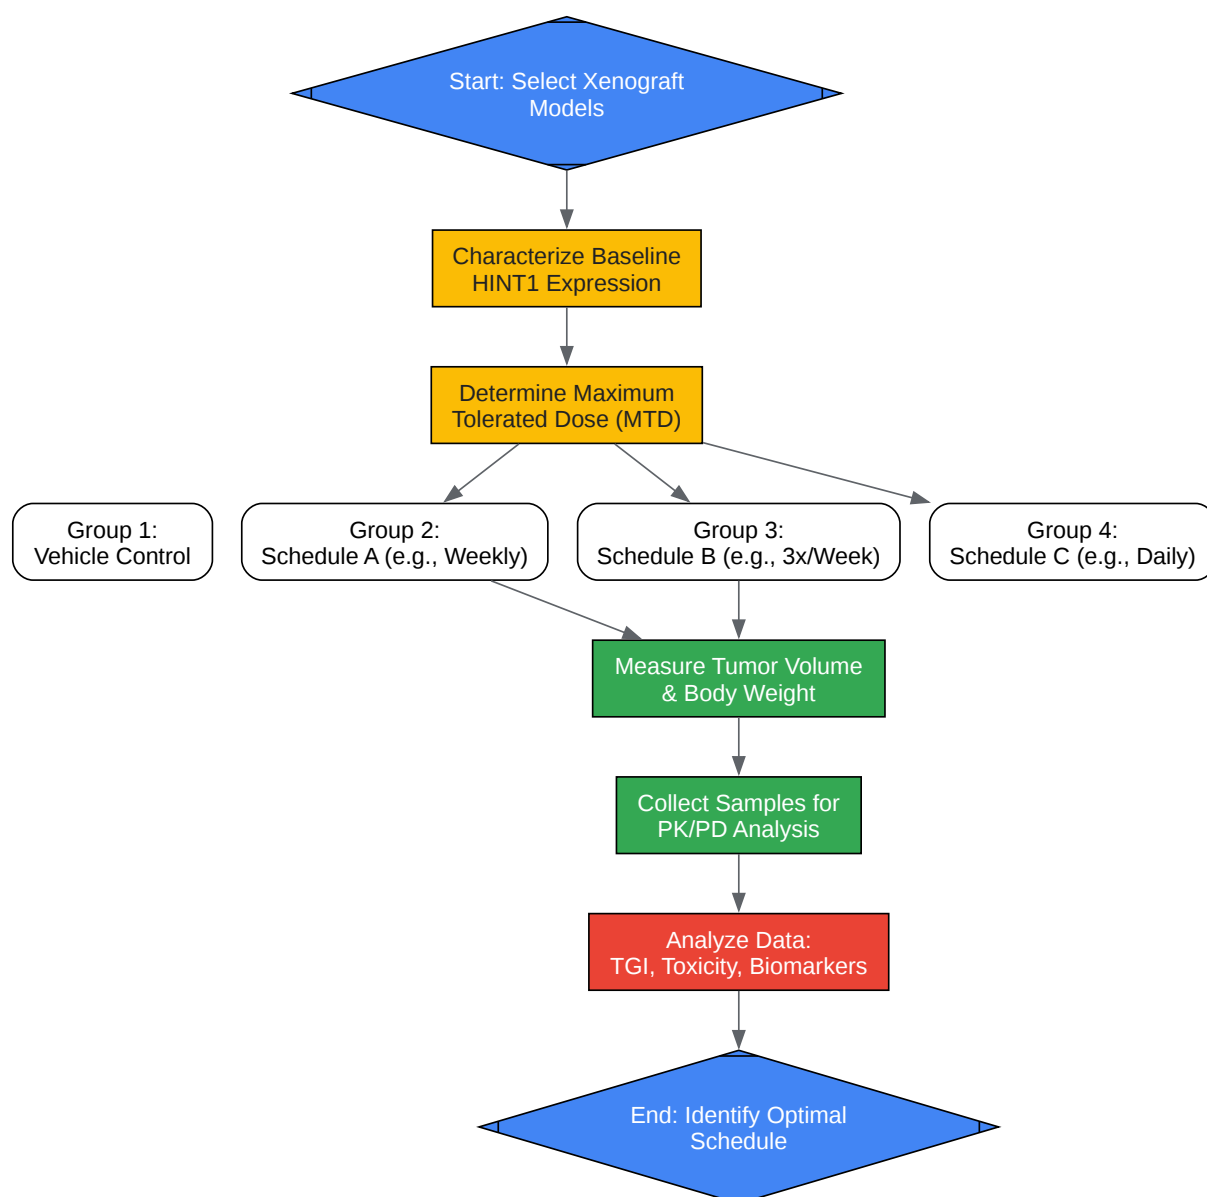 Start: Select Xenograft
Models
Characterize Baseline
HINT1 Expression
Determine Maximum
Tolerated Dose (MTD)
Group 1:
Vehicle Control
Group 2:
Schedule A (e.g., Weekly)
Group 3:
Schedule B (e.g., 3x/Week)
Group 4:
Schedule C (e.g., Daily)
Measure Tumor Volume
& Body Weight
Collect Samples for
PK/PD Analysis
Analyze Data:
TGI, Toxicity, Biomarkers
End: Identify Optimal
Schedule